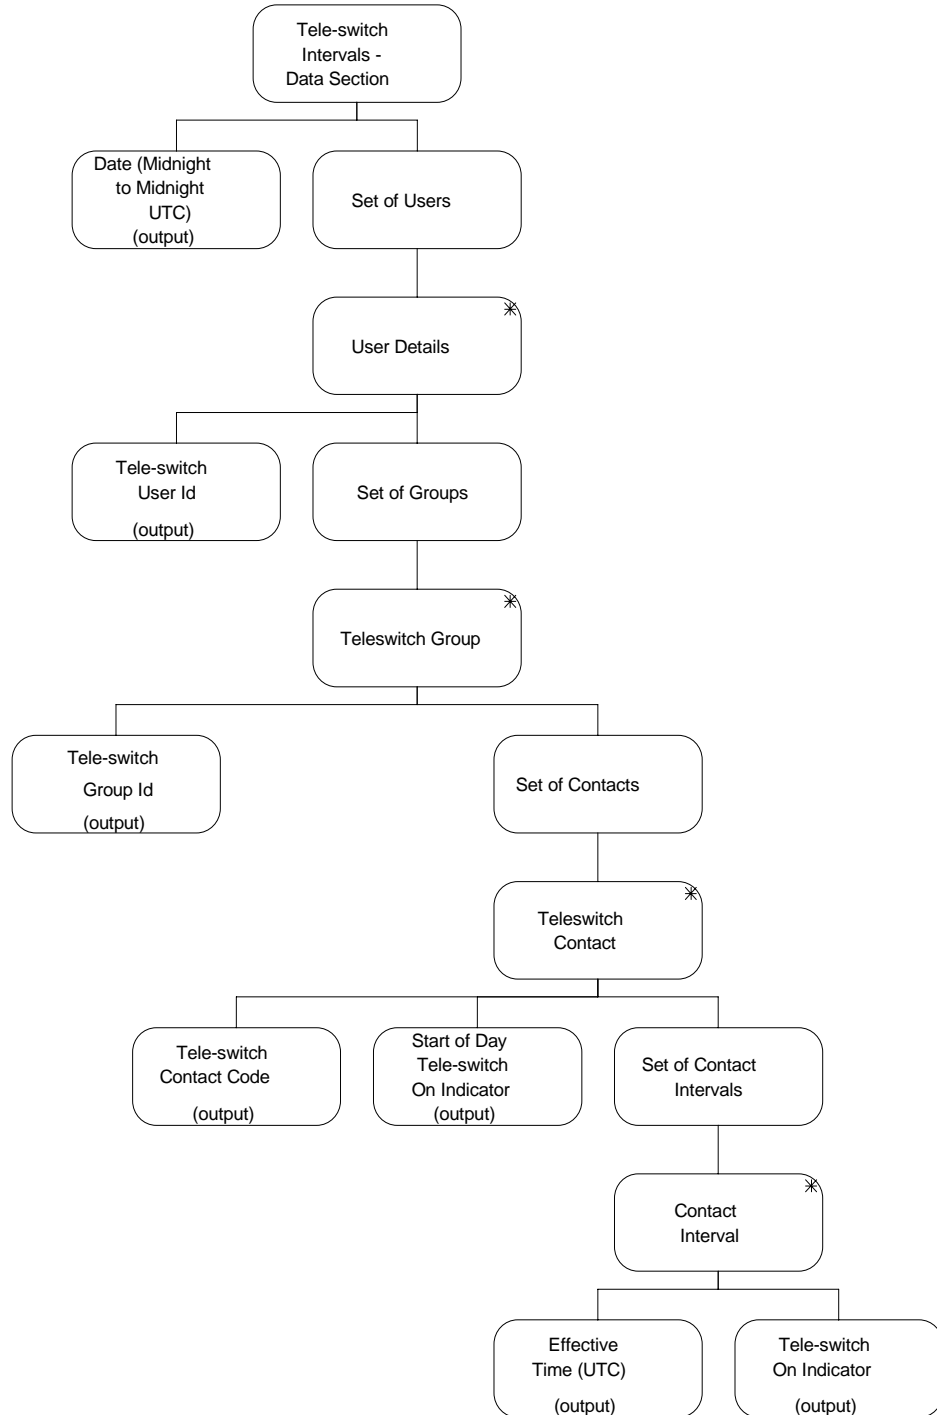 Tele-switch
Intervals -
Data Section
Date (Midnight
to Midnight
UTC)
(output)
Set of Users
User Details
Tele-switch
User Id
(output)
Set of Groups
Teleswitch Group
Tele-switch
Group Id
(output)
Set of Contacts
Teleswitch
Contact
Tele-switch
Contact Code
(output)
Start of Day
Tele-switch
On Indicator
(output)
Set of Contact
Intervals
Contact
Interval
Effective
Time (UTC)
(output)
Tele-switch
On Indicator
(output)